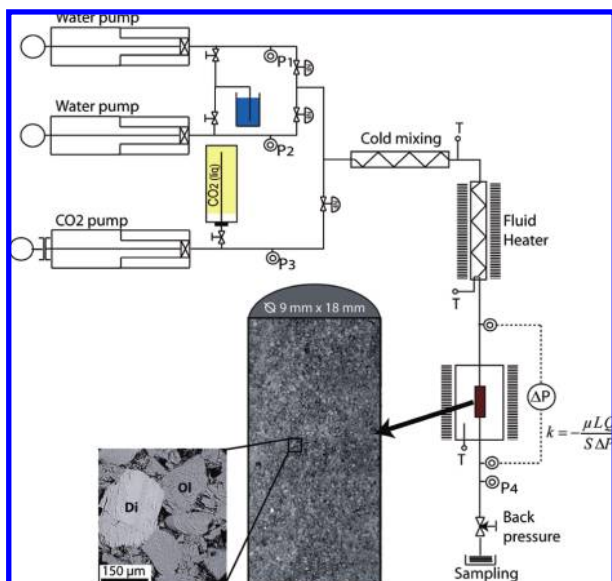 Water pump
P1
Water pump
P2
CO2 (liq)
Cold mixing
T
CO2 pump
P3
Fluid
Heater
T
⦰ 9 mm x 18 mm
ΔP
k = - μ L Q
S ΔP
T
P4
Di
Ol
150 μm
Back
pressure
Sampling